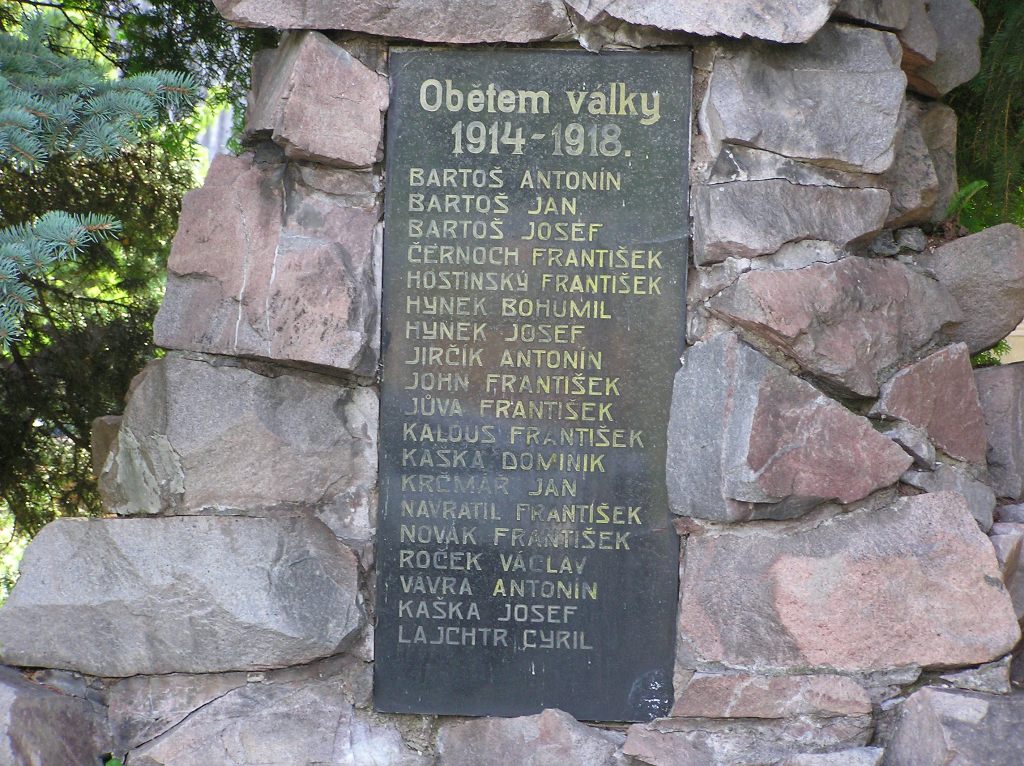 Obětem války
1914-1918.
BARTOŠ ANTONÍN
BARTOŠ JAN
BARTOŠ JOSEF
ČERNOCH FRANTIŠEK
HOSTINSKÝ FRANTIŠEK
HYNEK BOHUMIL
HYNEK JOSEF
JIRČÍK ANTONÍN
JOHN FRANTIŠEK
JŮVA FRANTIŠEK
KALOUS FRANTIŠEK
KAŠKA DOMINIK
KRČMÁŘ JAN
NAVRÁTIL FRANTIŠEK
NOVÁK FRANTIŠEK
ROČEK VÁCLAV
VÁVRA ANTONÍN
KAŠKA JOSEF
LAJCHTR CYRIL